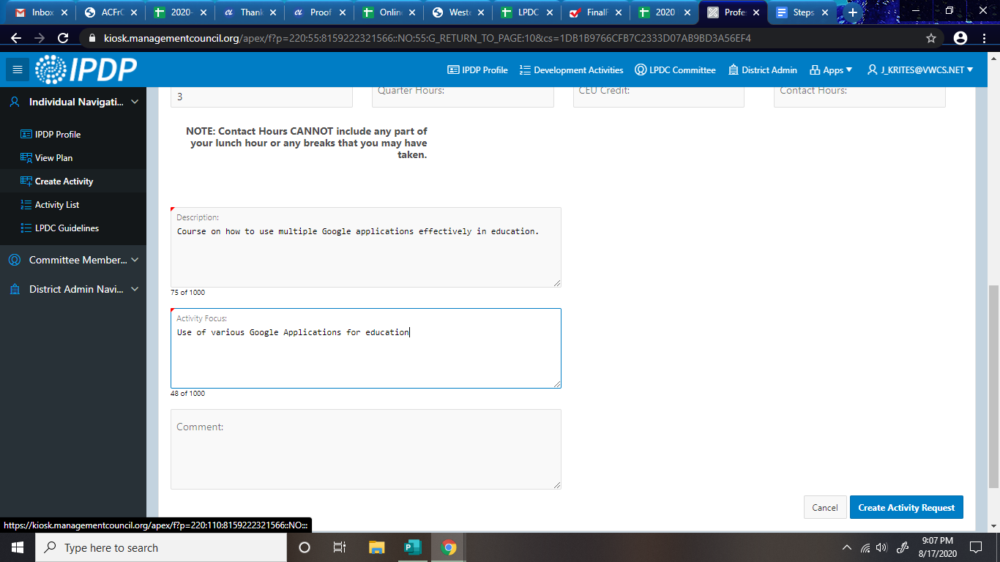 Inbox
ACFrC
2020-
Thank
Proof
Onlin
West
LPDC
FinalF
2020
Profe
Steps
kiosk.managementcouncil.org/apex/f?p=220:55:8159222321566::NO:55:G_RETURN_TO_PAGE:10&cs=1DB1B9766CFB7C2333D07AB9BD3A56EF4
IPDP
IPDP Profile
Development Activities
LPDC Committee
District Admin
Apps
J_KRITES@VWCS.NET
Individual Navigati...
IPDP Profile
View Plan
Create Activity
Activity List
LPDC Guidelines
Committee Member...
District Admin Navi...
3
Quarter Hours:
CEU Credit:
Contact Hours:
NOTE: Contact Hours CANNOT include any part of
your lunch hour or any breaks that you may have
taken.
Description:
Course on how to use multiple Google applications effectively in education.
75 of 1000
Activity Focus:
Use of various Google Applications for education
48 of 1000
Comment:
Cancel
Create Activity Request
https://kiosk.managementcouncil.org/apex/f?p=220:110:8159222321566::NO:::
Type here to search
9:07 PM
8/17/2020